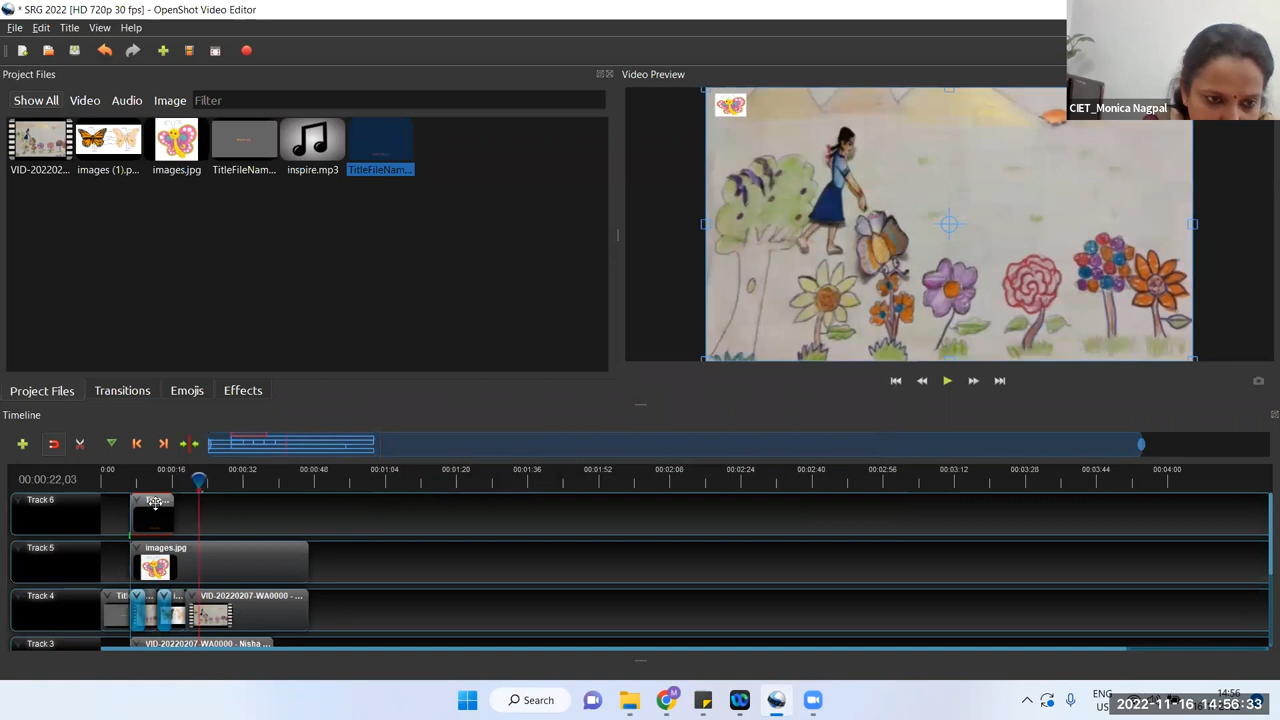 * SRG 2022 [HD 720p 30 fps] - OpenShot Video Editor
File Edit Title View Help
Project Files
Video Preview
Show All Video Audio Image Filter
CIET_Monica Nagpal
VID-202202... images (1).p... images.jpg TitleFileNam... inspire.mp3 TitleFileNam...
Project Files Transitions Emojis Effects
Timeline
00:00:22,03
0:00 00:00:16 00:00:32 00:00:48 00:01:04 00:01:20 00:01:36 00:01:52 00:02:08 00:02:24 00:02:40 00:02:56 00:03:12 00:03:28 00:03:44 00:04:00
Track 6
Track 5 images.jpg
Track 4 i... VID-20220207-WA0000 - ...
Track 3 VID-20220207-WA0000 - Nisha ...
Search
M
ENG
US
14:56
2022-11-16 14:56:33